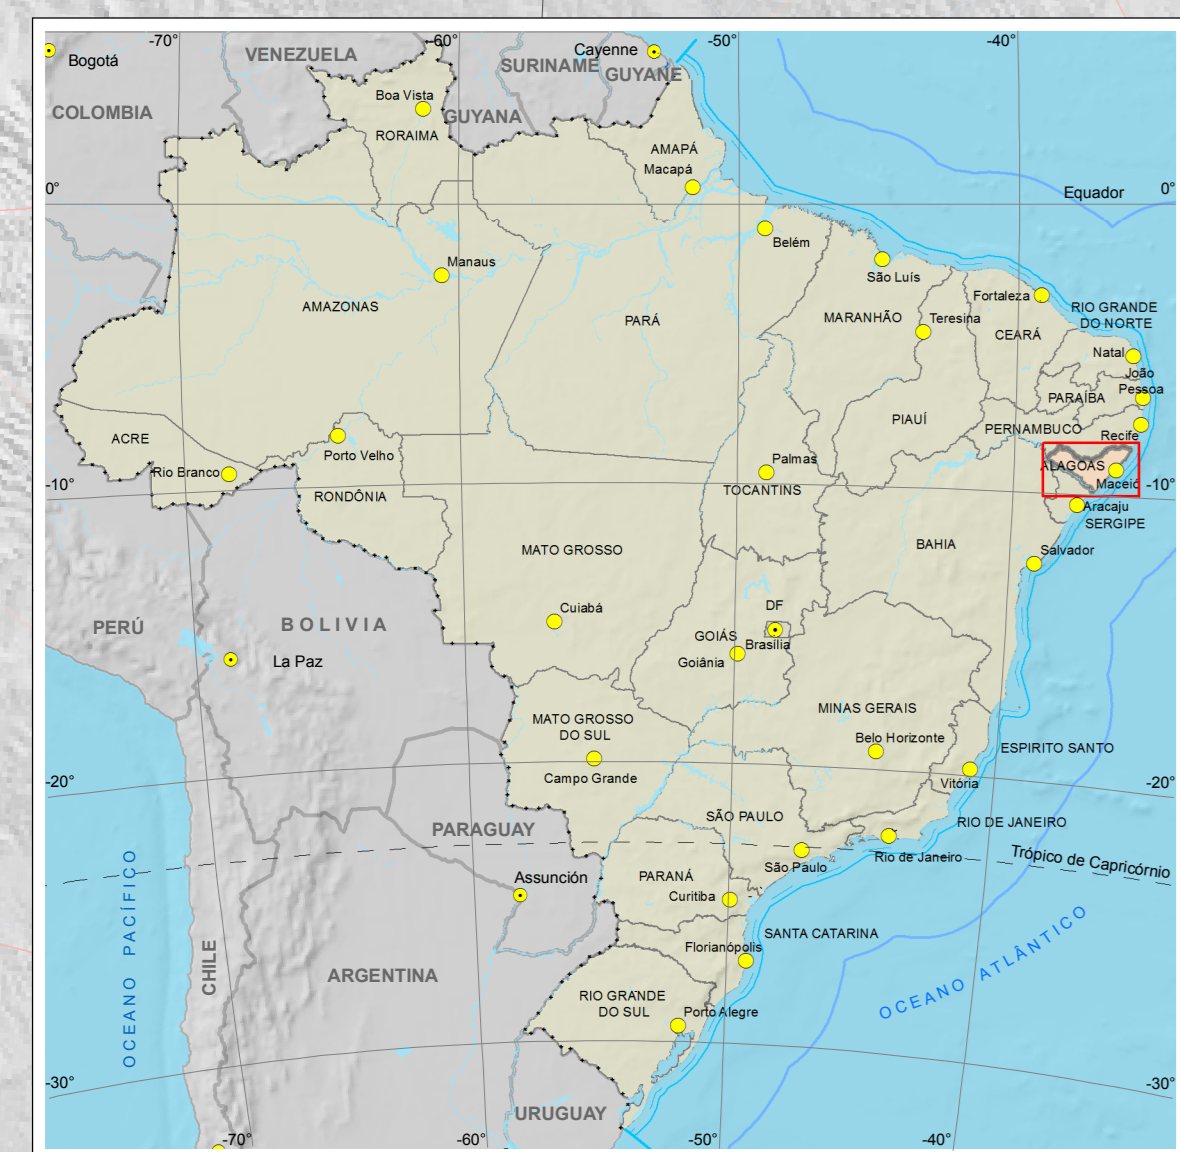 -70°
-60°
-50°
-40°
Bogotá
VENEZUELA
Cayenne
SURINAME
GUYANE
COLOMBIA
Boa Vista
GUYANA
RORAIMA
AMAPÁ
Macapá
0°
Equador
0°
Belém
Manaus
São Luís
AMAZONAS
Fortaleza
RIO GRANDE
DO NORTE
PARÁ
MARANHÃO
Teresina
CEARÁ
Natal
João
Pessoa
PARAÍBA
PIAUÍ
PERNAMBUCO
Recife
ACRE
Porto Velho
Rio Branco
Palmas
ALAGOAS
Maceió
-10°
RONDÔNIA
TOCANTINS
-10°
Aracaju
SERGIPE
MATO GROSSO
BAHIA
Salvador
Cuiabá
DF
PERÚ
BOLIVIA
GOIÁS
Brasília
La Paz
Goiânia
MATO GROSSO
DO SUL
MINAS GERAIS
Belo Horizonte
ESPIRITO SANTO
Campo Grande
-20°
Vitória
-20°
SÃO PAULO
RIO DE JANEIRO
PARAGUAY
Rio de Janeiro
Trópico de Capricórnio
São Paulo
Assunción
PARANÁ
Curitiba
OCEANO PACÍFICO
CHILE
SANTA CATARINA
Florianópolis
OCEANO ATLÂNTICO
ARGENTINA
RIO GRANDE
DO SUL
Porto Alegre
-30°
-30°
URUGUAY
-70°
-60°
-50°
-40°